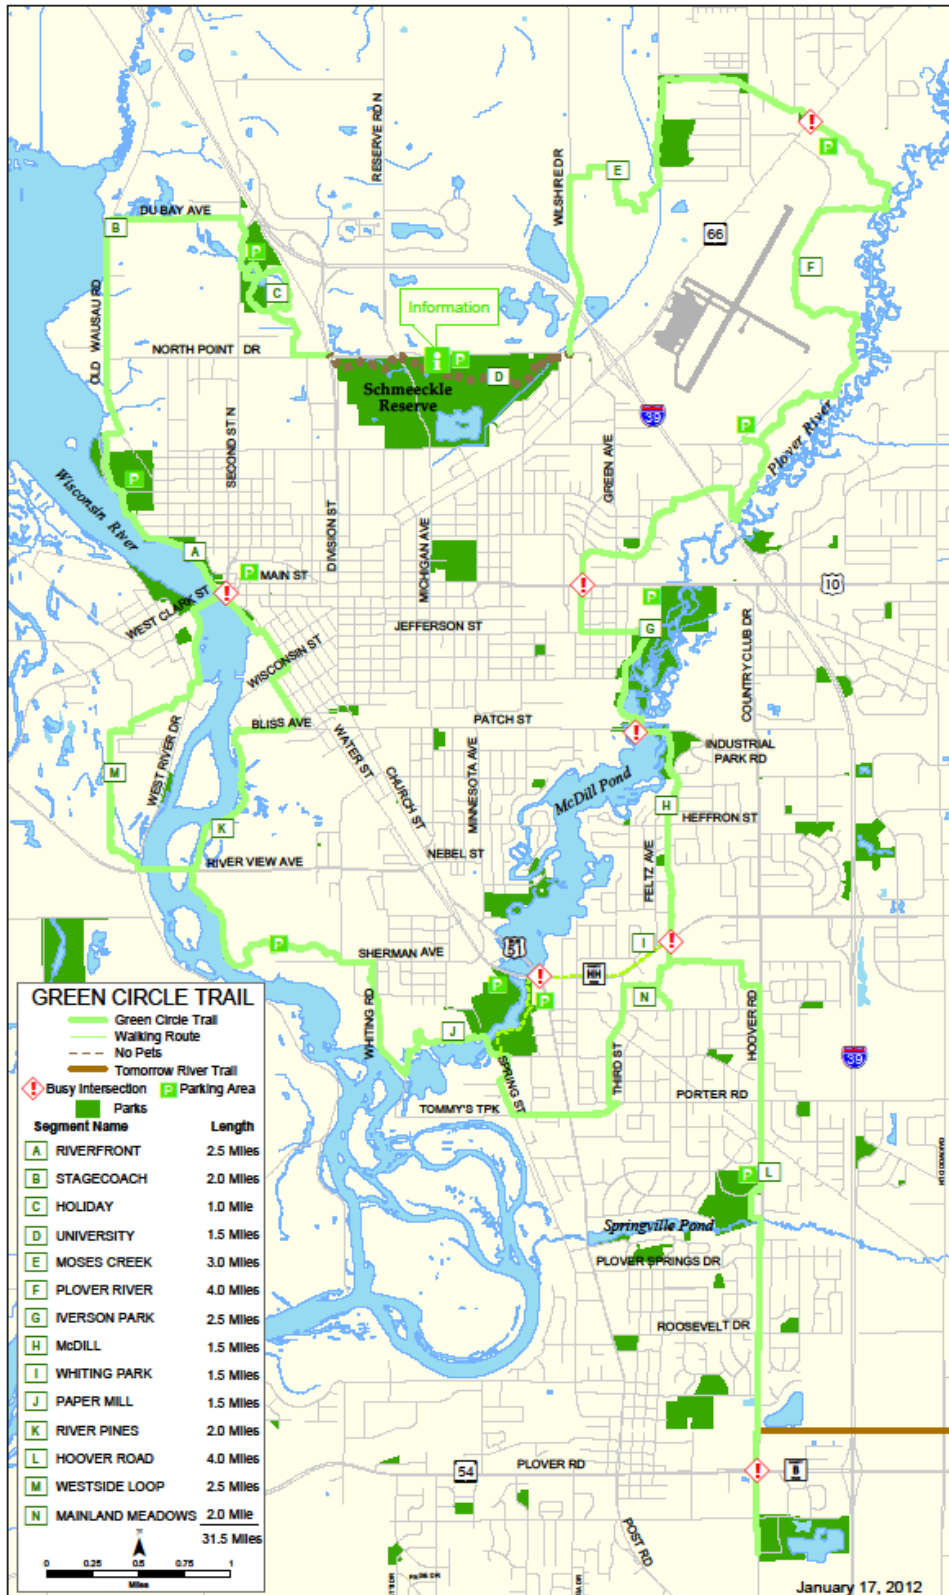 DU BAY AVE
B
P
C
OLD WAUSAU RD
NORTH POINT DR
RESERVE RD N
WILSHIRE DR
E
P
66
F
Information
i
P
D
Schmeeckle
Reserve
39
P
Plover River
GREEN AVE
SECOND ST N
DIVISION ST
MICHIGAN AVE
P
Wisconsin River
A
P
MAIN ST
WEST CLARK ST
10
P
JEFFERSON ST
G
COUNTRY CLUB DR
WISCONSIN ST
BLISS AVE
PATCH ST
WATER ST
CHURCH ST
MINNESOTA AVE
INDUSTRIAL
PARK RD
WEST RIVER DR
M
McDill Pond
H
HEFFRON ST
K
RIVER VIEW AVE
NEBEL ST
FELTZ AVE
P
SHERMAN AVE
51
I
HH
P
P
N
WHITING RD
J
SPRING ST
THIRD ST
HOOVER RD
39
TOMMY'S TPK
PORTER RD
P
L
Springville Pond
PLOVER SPRINGS DR
ROOSEVELT DR
54
PLOVER RD
B
POST RD
GREEN CIRCLE TRAIL
Green Circle Trail
Walking Route
No Pets
Tomorrow River Trail
! Busy Intersection P Parking Area
Parks
Segment Name Length
A RIVERFRONT 2.5 Miles
B STAGECOACH 2.0 Miles
C HOLIDAY 1.0 Mile
D UNIVERSITY 1.5 Miles
E MOSES CREEK 3.0 Miles
F PLOVER RIVER 4.0 Miles
G IVERSON PARK 2.5 Miles
H McDILL 1.5 Miles
I WHITING PARK 1.5 Miles
J PAPER MILL 1.5 Miles
K RIVER PINES 2.0 Miles
L HOOVER ROAD 4.0 Miles
M WESTSIDE LOOP 2.5 Miles
N MAINLAND MEADOWS 2.0 Mile
31.5 Miles
0 0.25 0.5 0.75 1
Miles
January 17, 2012